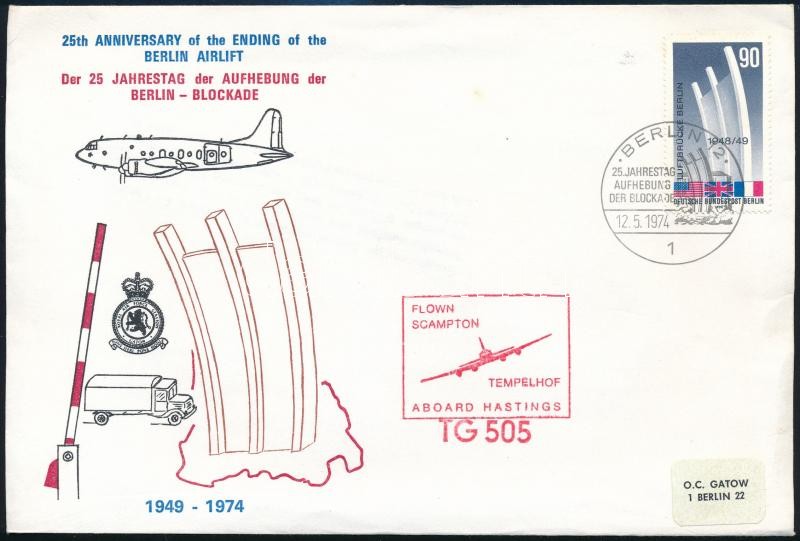 25th ANNIVERSARY of the ENDING of the
BERLIN AIRLIFT
Der 25 JAHRESTAG der AUFHEBUNG der
BERLIN – BLOCKADE
90
LUFTBRÜCKE BERLIN
1948/49
DEUTSCHE BUNDESPOST BERLIN
BERLIN 12
25.JAHRESTAG
AUFHEBUNG
DER BLOCKADE
12.5.1974
1
FLOWN
SCAMPTON
TEMPELHOF
ABOARD HASTINGS
TG 505
O.C. GATOW
1 BERLIN 22
1949 - 1974